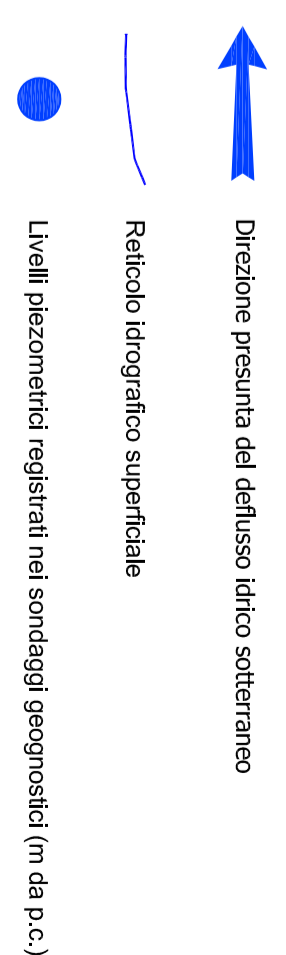 Direzione presunta del deflusso idrico sotterraneo
Reticolo idrografico superficiale
Livelli piezometrici registrati nei sondaggi geognostici (m da p.c.)